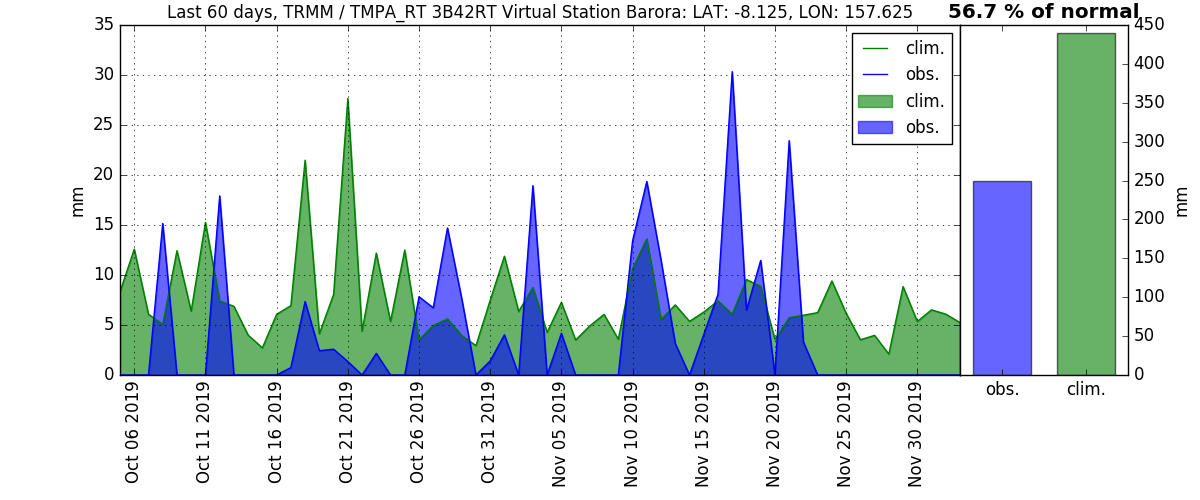 Last 60 days, TRMM / TMPA_RT 3B42RT Virtual Station Barora: LAT: -8.125, LON: 157.625
56.7 % of normal
35
30
25
20
15
10
5
0
mm
clim.
obs.
clim.
obs.
450
400
350
300
250
200
150
100
50
0
mm
obs.
clim.
Oct 06 2019
Oct 11 2019
Oct 16 2019
Oct 21 2019
Oct 26 2019
Oct 31 2019
Nov 05 2019
Nov 10 2019
Nov 15 2019
Nov 20 2019
Nov 25 2019
Nov 30 2019